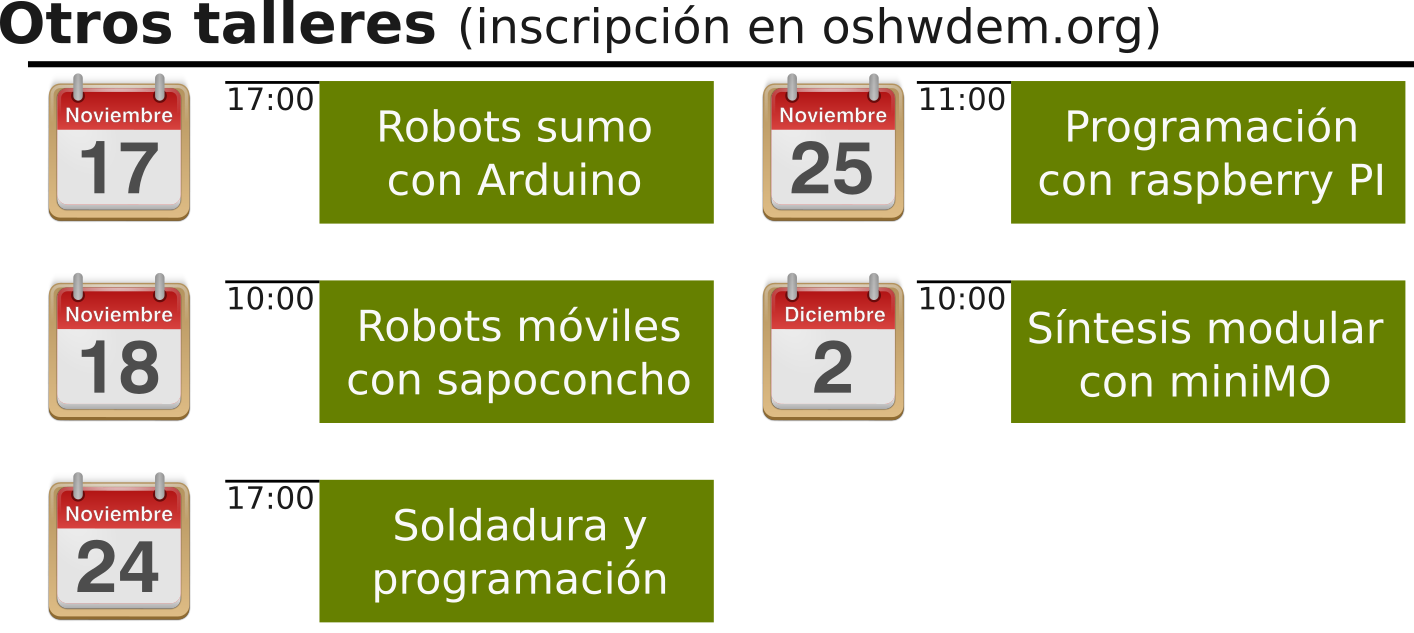 Otros talleres (inscripción en oshwdem.org)
Noviembre
17
17:00
Robots sumo
con Arduino
Noviembre
25
11:00
Programación
con raspberry PI
Noviembre
18
10:00
Robots móviles
con sapoconcho
Diciembre
2
10:00
Síntesis modular
con miniMO
Noviembre
24
17:00
Soldadura y
programación